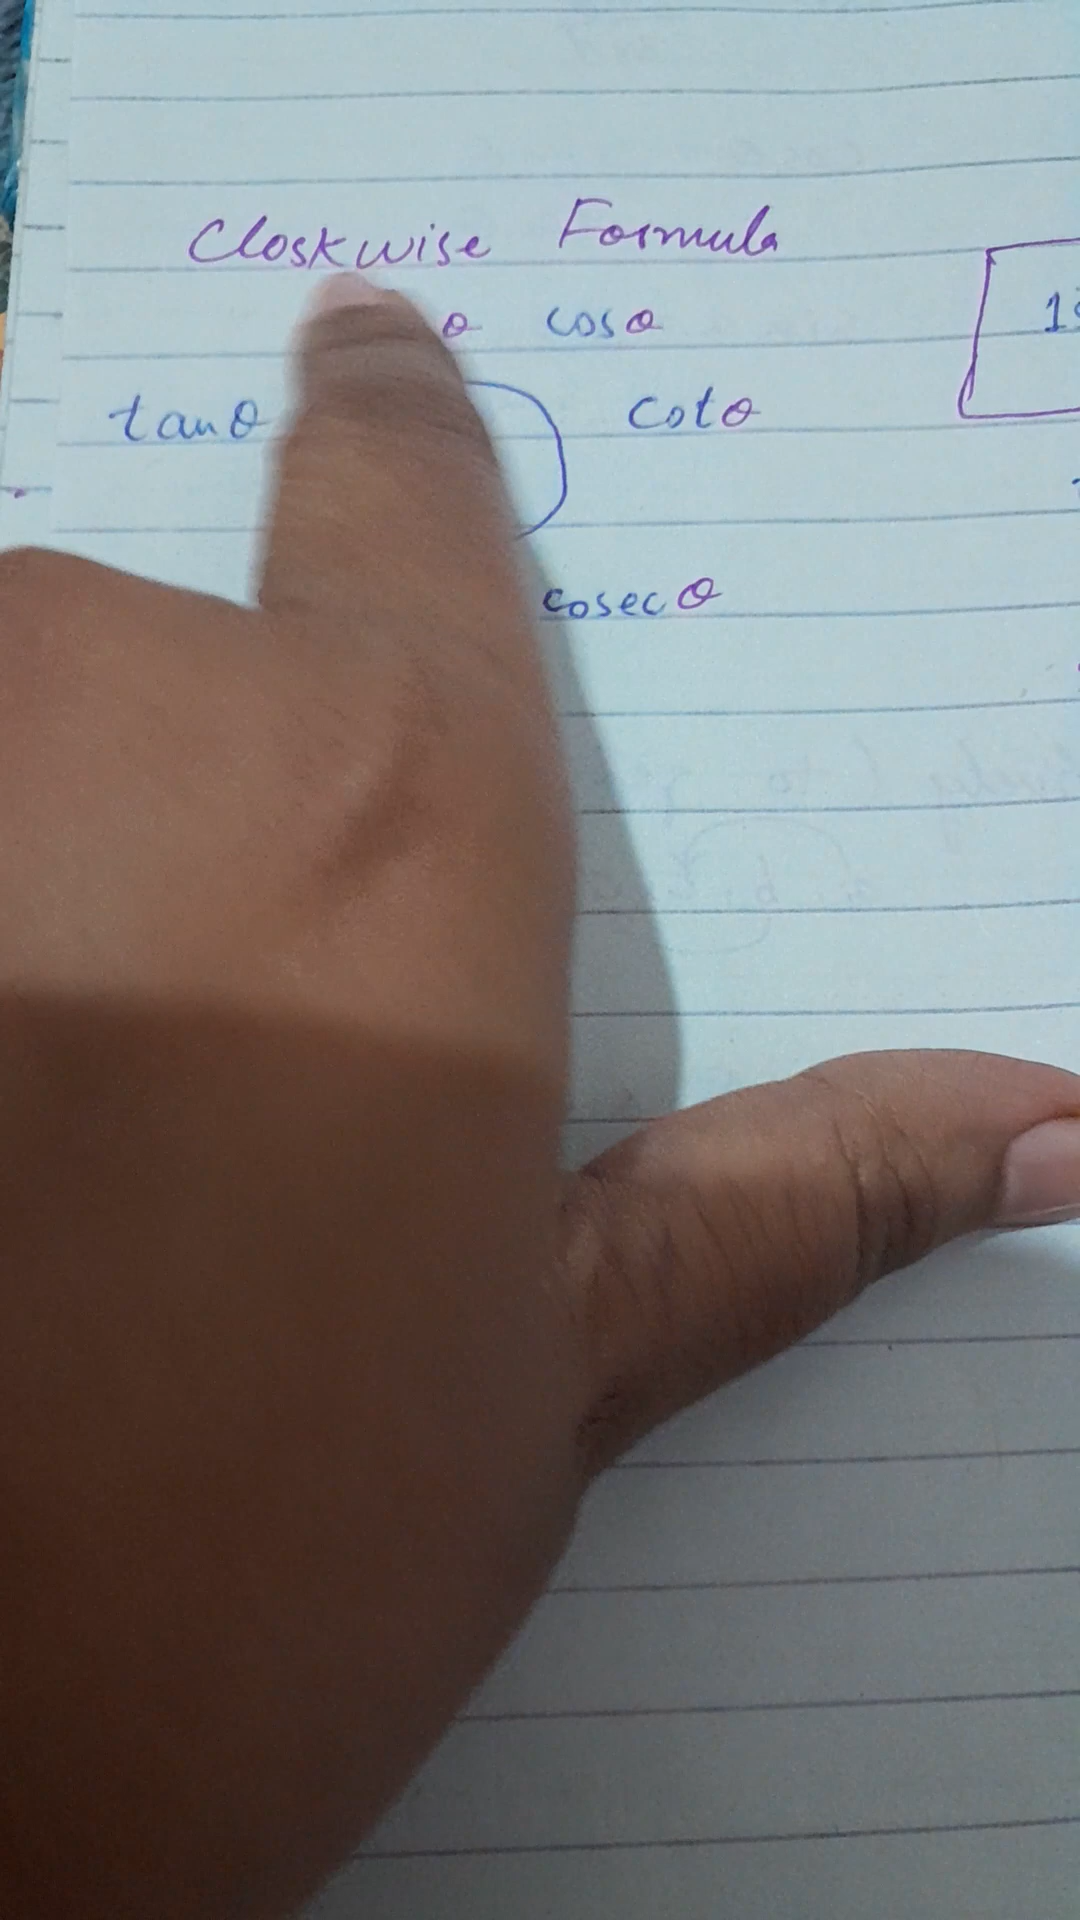 Closkwise Formula
θ cosθ
tanθ cotθ
cosecθ